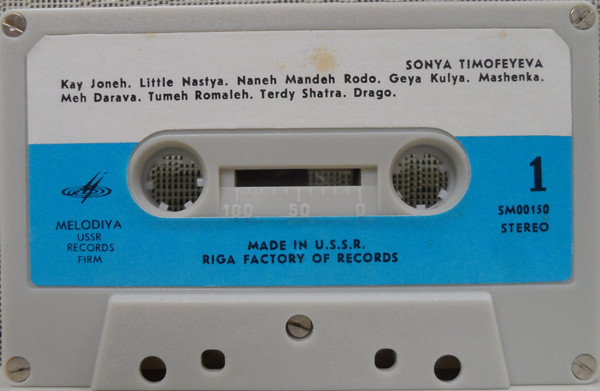 SONYA TIMOFEYEVA
Kay Joneh. Little Nastya. Naneh Mandeh Rodo. Geya Kulya. Mashenka.
Meh Darava. Tumeh Romaleh. Terdy Shatra. Drago.
1
100 50 0
SM00150
STEREO
MELODIYA
USSR
RECORDS
FIRM
MADE IN U.S.S.R.
RIGA FACTORY OF RECORDS